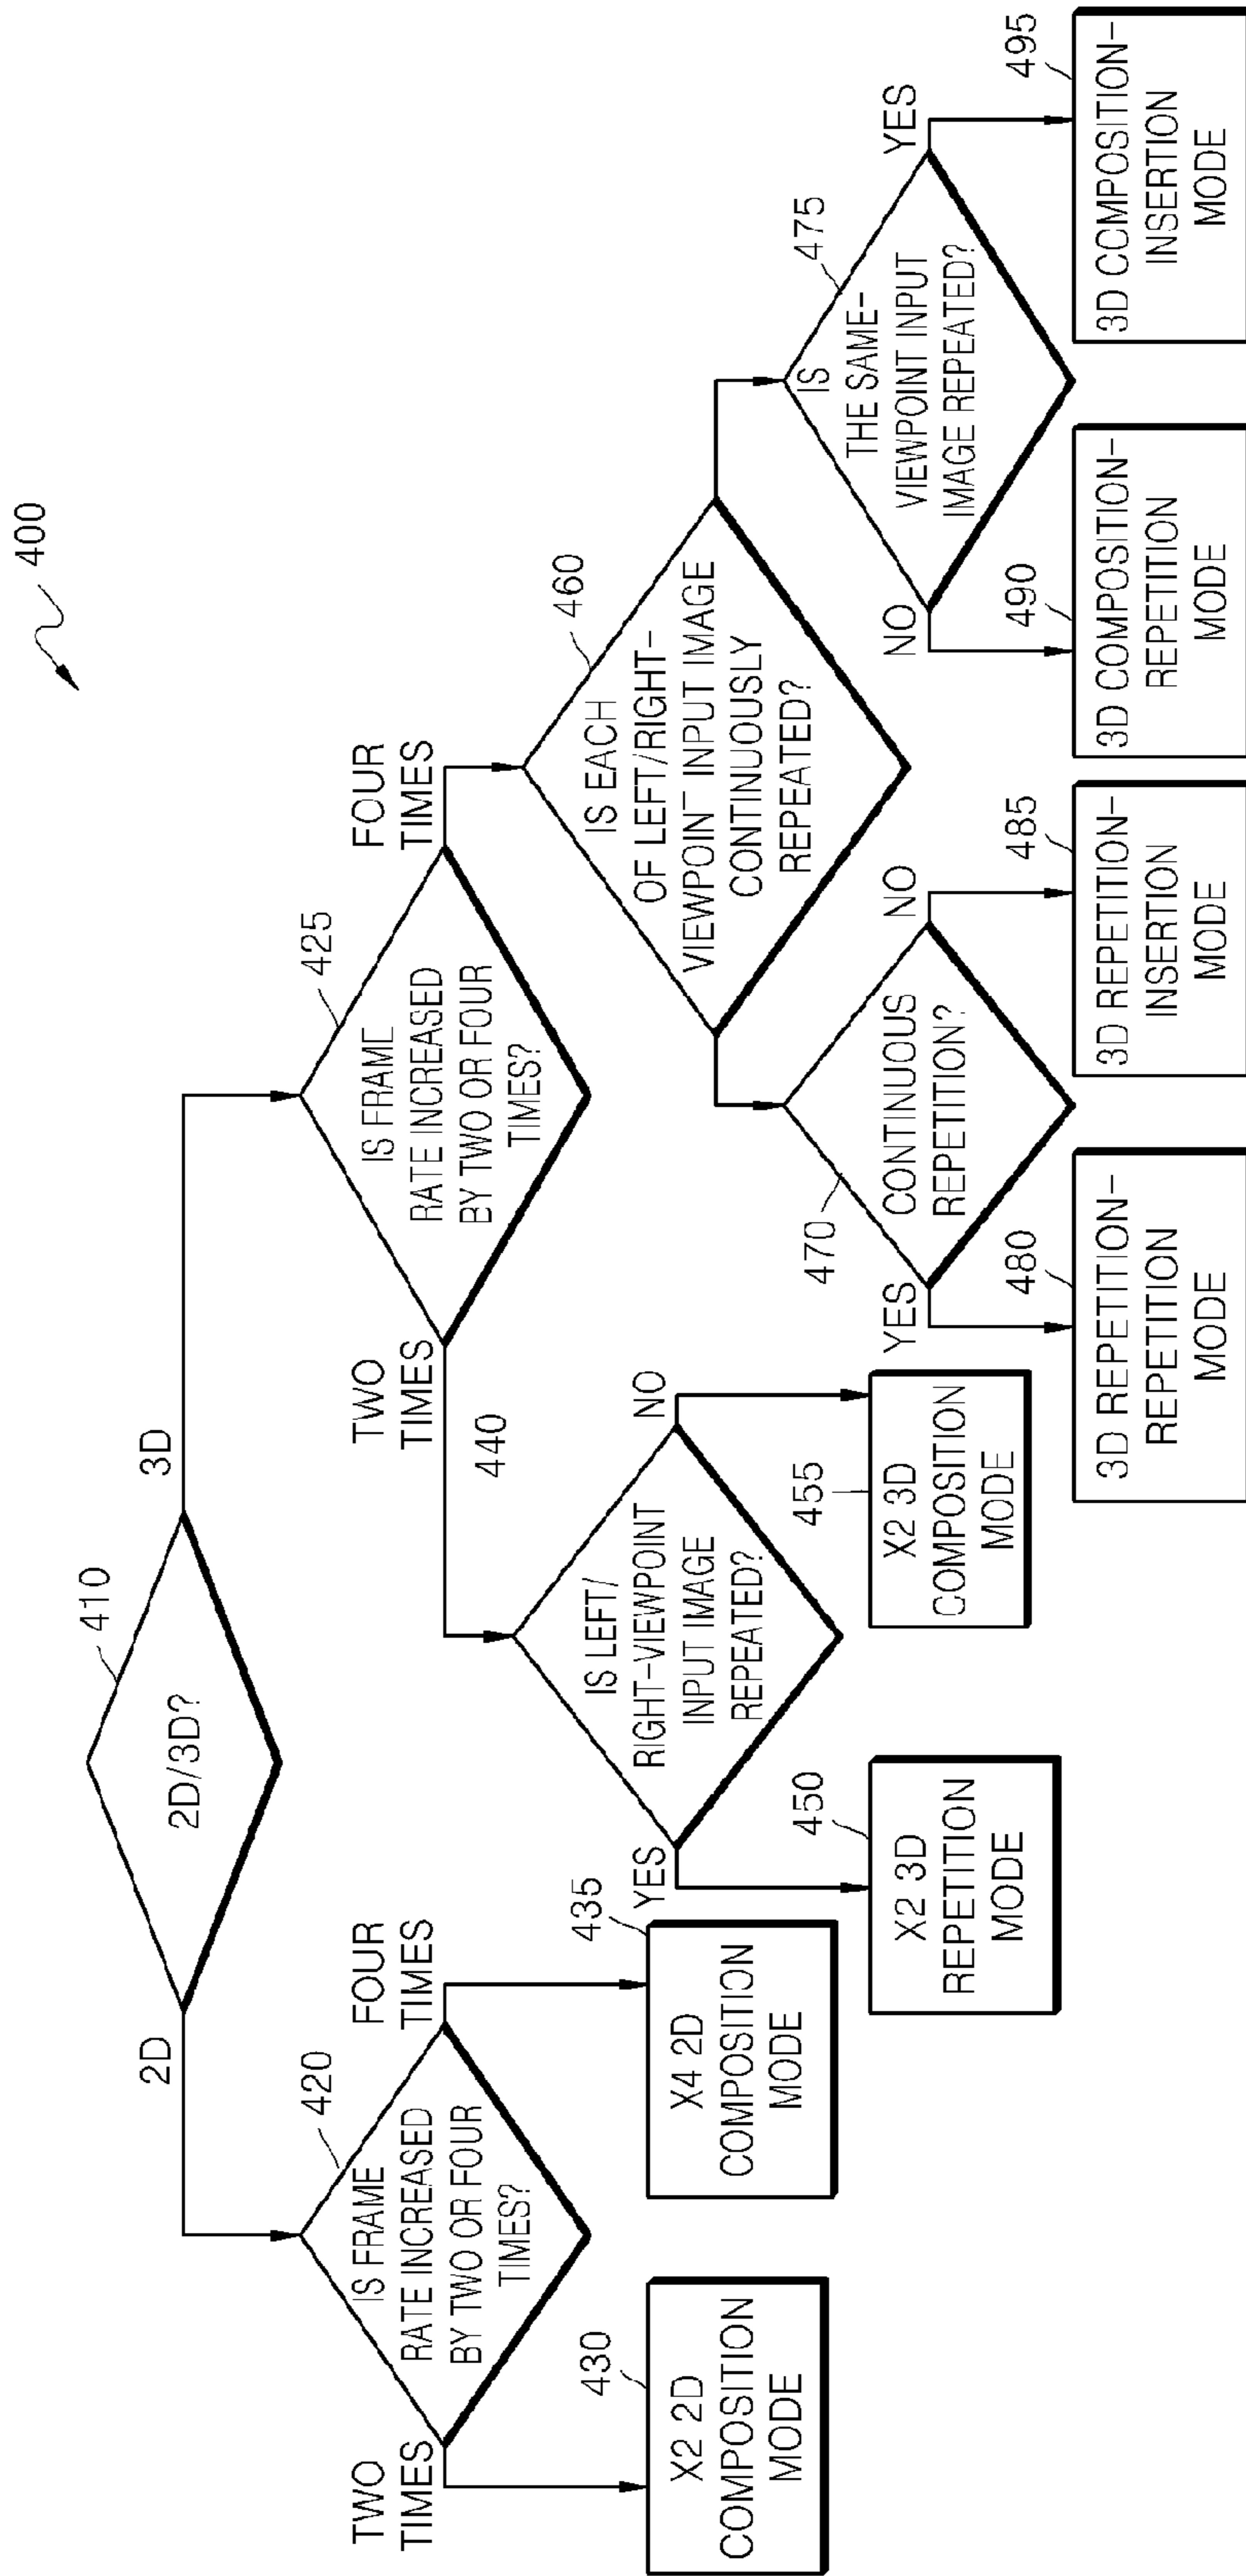 400
410
2D/3D?
2D
3D
420
IS FRAME
RATE INCREASED
BY TWO OR FOUR
TIMES?
TWO
TIMES
FOUR
TIMES
425
IS FRAME
RATE INCREASED
BY TWO OR FOUR
TIMES?
TWO
TIMES
FOUR
TIMES
430
X2 2D
COMPOSITION
MODE
435
X4 2D
COMPOSITION
MODE
440
IS LEFT/
RIGHT-VIEWPOINT
INPUT IMAGE
REPEATED?
YES
NO
450
X2 3D
REPETITION
MODE
455
X2 3D
COMPOSITION
MODE
460
IS EACH
OF LEFT/RIGHT-
VIEWPOINT INPUT IMAGE
CONTINUOUSLY
REPEATED?
470
CONTINUOUS
REPETITION?
YES
NO
475
IS
THE SAME-
VIEWPOINT INPUT
IMAGE REPEATED?
NO
YES
480
3D REPETITION-
REPETITION
MODE
485
3D REPETITION-
INSERTION
MODE
490
3D COMPOSITION-
REPETITION
MODE
495
3D COMPOSITION-
INSERTION
MODE